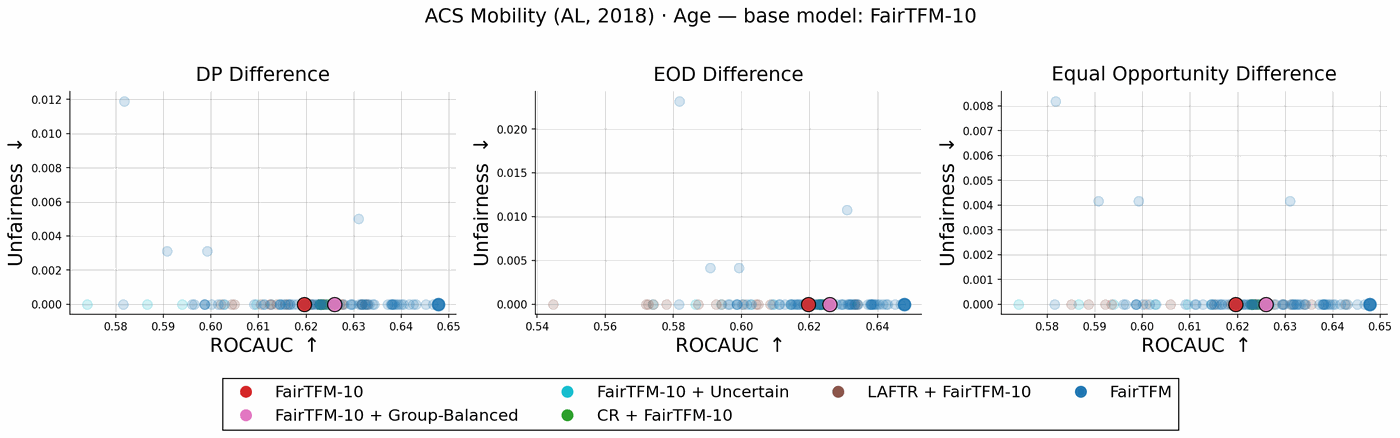 ACS Mobility (AL, 2018) · Age — base model: FairTFM-10
DP Difference
Unfairness ↓
0.012
0.010
0.008
0.006
0.004
0.002
0.000
0.58 0.59 0.60 0.61 0.62 0.63 0.64 0.65
ROCAUC ↑
EOD Difference
Unfairness ↓
0.020
0.015
0.010
0.005
0.000
0.54 0.56 0.58 0.60 0.62 0.64
ROCAUC ↑
Equal Opportunity Difference
Unfairness ↓
0.008
0.007
0.006
0.005
0.004
0.003
0.002
0.001
0.000
0.58 0.59 0.60 0.61 0.62 0.63 0.64 0.65
ROCAUC ↑
FairTFM-10 FairTFM-10 + Uncertain LAFTR + FairTFM-10 FairTFM
FairTFM-10 + Group-Balanced CR + FairTFM-10